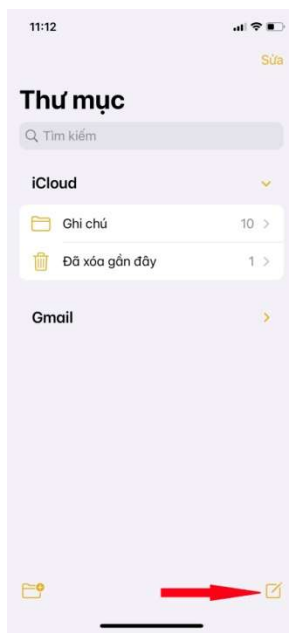 11:12
Sửa
Thư mục
Tìm kiếm
iCloud
Ghi chú 10
Đã xóa gần đây 1
Gmail